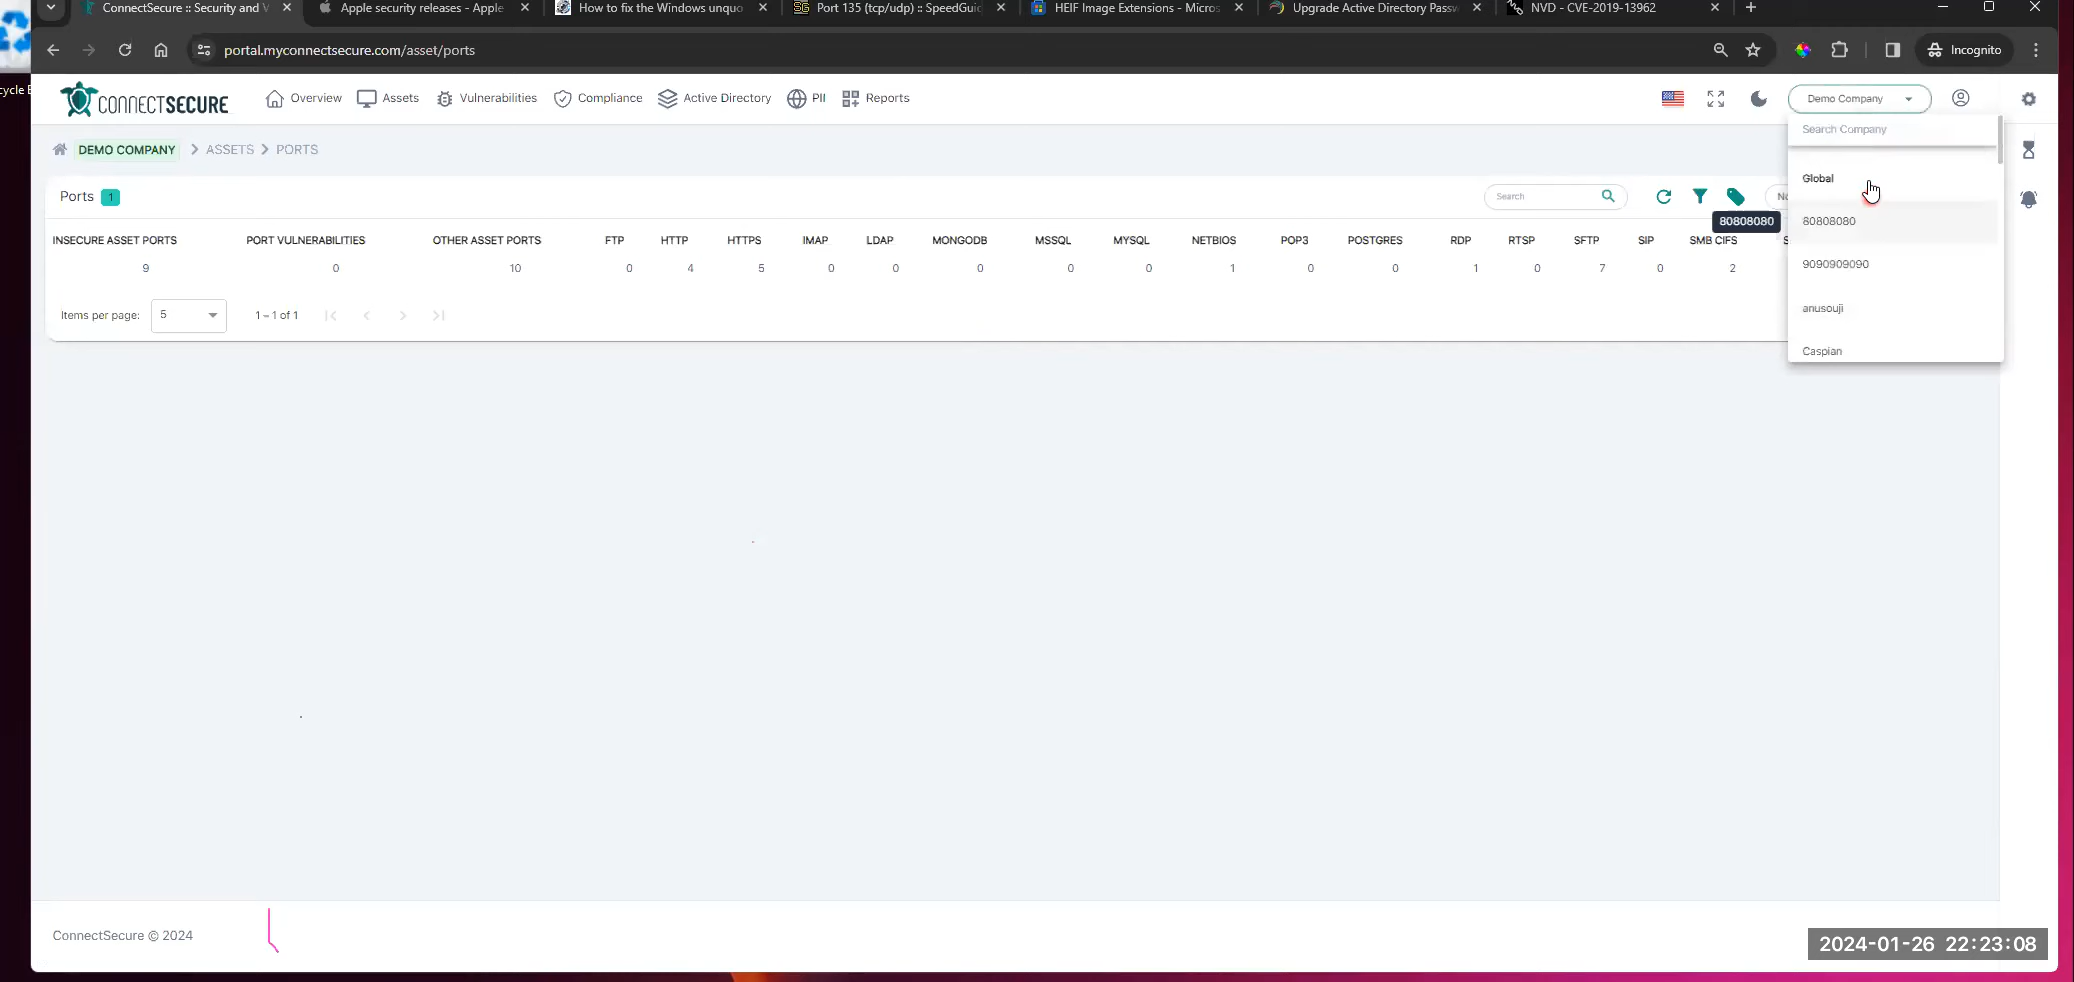 ConnectSecure :: Security and V
Apple security releases - Apple
How to fix the Windows unquo
Port 135 (tcp/udp) :: SpeedGuid
HEIF Image Extensions - Micros
Upgrade Active Directory Passw
NVD - CVE-2019-13962
portal.myconnectsecure.com/asset/ports
Incognito
cycle B
CONNECTSECURE
Overview
Assets
Vulnerabilities
Compliance
Active Directory
PII
Reports
Demo Company
Search Company
Global
80808080
9090909090
anusouji
Caspian
DEMO COMPANY > ASSETS > PORTS
Ports 1
Search
No
80808080
INSECURE ASSET PORTS PORT VULNERABILITIES OTHER ASSET PORTS FTP HTTP HTTPS IMAP LDAP MONGODB MSSQL MYSQL NETBIOS POP3 POSTGRES RDP RTSP SFTP SIP SMB CIFS S
9 0 10 0 4 5 0 0 0 0 0 1 0 0 1 0 7 0 2
Items per page: 5 1 – 1 of 1
ConnectSecure © 2024
2024-01-26 22:23:08